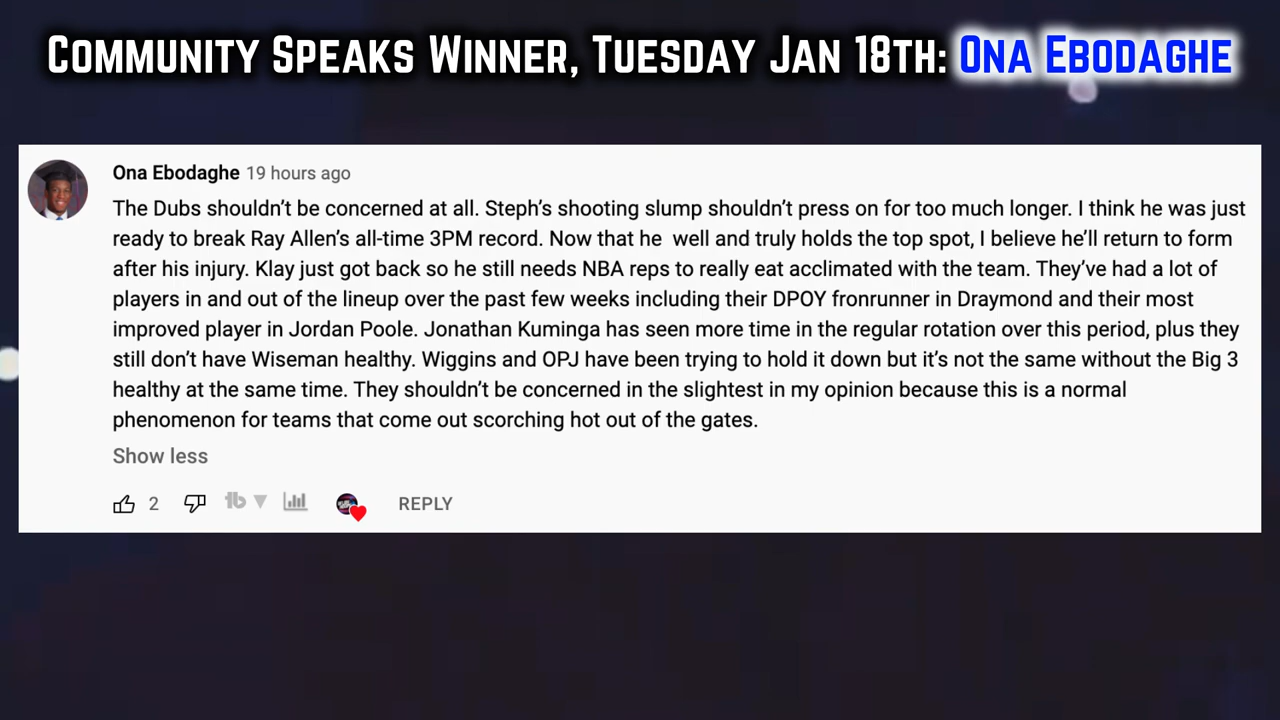 Community Speaks Winner, Tuesday Jan 18th: Ona Ebodaghe
Ona Ebodaghe 19 hours ago
The Dubs shouldn’t be concerned at all. Steph’s shooting slump shouldn’t press on for too much longer. I think he was just
ready to break Ray Allen’s all-time 3PM record. Now that he  well and truly holds the top spot, I believe he’ll return to form
after his injury. Klay just got back so he still needs NBA reps to really eat acclimated with the team. They’ve had a lot of
players in and out of the lineup over the past few weeks including their DPOY fronrunner in Draymond and their most
improved player in Jordan Poole. Jonathan Kuminga has seen more time in the regular rotation over this period, plus they
still don’t have Wiseman healthy. Wiggins and OPJ have been trying to hold it down but it’s not the same without the Big 3
healthy at the same time. They shouldn’t be concerned in the slightest in my opinion because this is a normal
phenomenon for teams that come out scorching hot out of the gates.
Show less
2 tb REPLY